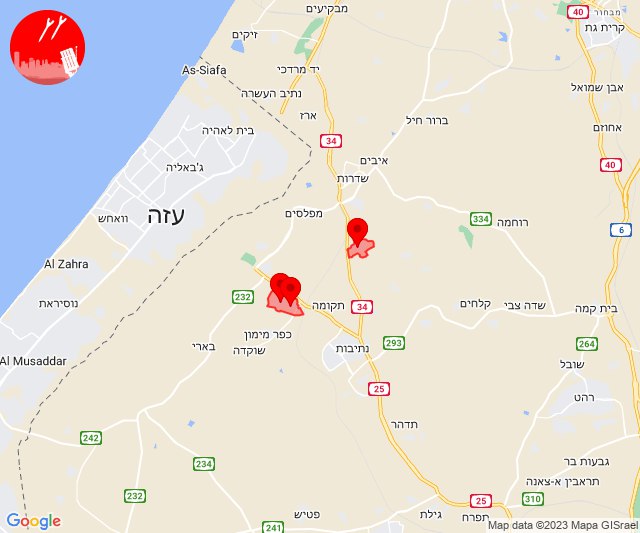 מבקיעים
40
מבחור
קרית גת
זיקים
As-Siafa
יד מרדכי
נתיב העשרה
אבן שמואל
ארז
ברור חיל
אחוזם
בית לאהיה
34
ג'באליה
איבים
40
שדרות
וואחש
עזה
מפלסים
334
רוחמה
6
Al Zahra
נוסיראת
232
תקומה
34
קלחים
שדה צבי
בית קמה
כפר מימון
293
264
בארי
שוקדה
נתיבות
Al Musaddar
שובל
25
רהט
תדהר
242
234
גבעות בר
תראבין א-צאנה
232
25
310
פטיש
גילת
תפרח
241
Google
Map data ©2023 Mapa GISrael